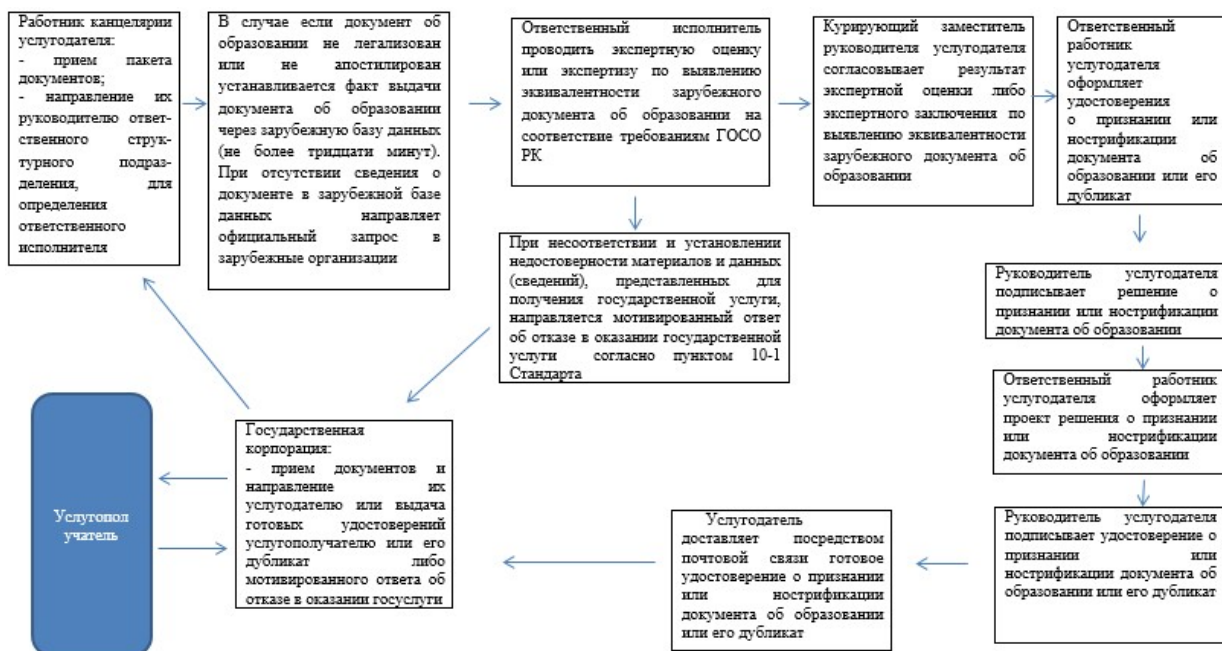 Работник канцелярии
услугодателя:
- прием пакета
документов;
- направление их
руководителю ответ-
ственного струк-
турного подраз-
деления, для
определения
ответственного
исполнителя
В случае если документ об
образовании не легализован
или не апостилирован
устанавливается факт выдачи
документа об образовании
через зарубежную базу данных
(не более тридцати минут).
При отсутствии сведения о
документе в зарубежной базе
данных направляет
официальный запрос в
зарубежные организации
Ответственный исполнитель
проводить экспертную оценку
или экспертизу по выявлению
эквивалентности зарубежного
документа об образовании на
соответствие требованиям ГОСО
РК
Курирующий заместитель
руководителя услугодателя
согласовывает результат
экспертной оценки либо
экспертного заключения по
выявлению эквивалентности
зарубежного документа об
образовании
Ответственный
работник
услугодателя
оформляет
удостоверения
о признании или
нострификации
документа об
образовании или его
дубликат
При несоответствии и установлении
недостоверности материалов и данных
(сведений), представленных для
получения государственной услуги,
направляется мотивированный ответ
об отказе в оказании государственной
услуги согласно пунктом 10-1
Стандарта
Руководитель услугодателя
подписывает решение о
признании или нострификации
документа об образовании
Ответственный работник
услугодателя оформляет
проект решения о признании
или нострификации
документа об образовании
Руководитель услугодателя
подписывает удостоверение о
признании или
нострификации документа об
образовании или его дубликат
Услугодатель
доставляет посредством
почтовой связи готовое
удостоверение о признании
или нострификации
документа об образовании
или его дубликат
Государственная
корпорация:
- прием документов и
направление их
услугодателю или выдача
готовых удостоверений
услугополучателю или его
дубликат либо
мотивированного ответа об
отказе в оказании госуслуги
Услугопол
учатель